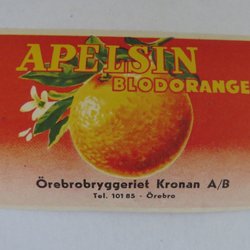 APELSIN
BLODORANGE
Örebrobryggeriet Kronan A/B
Tel. 101 85 - Örebro